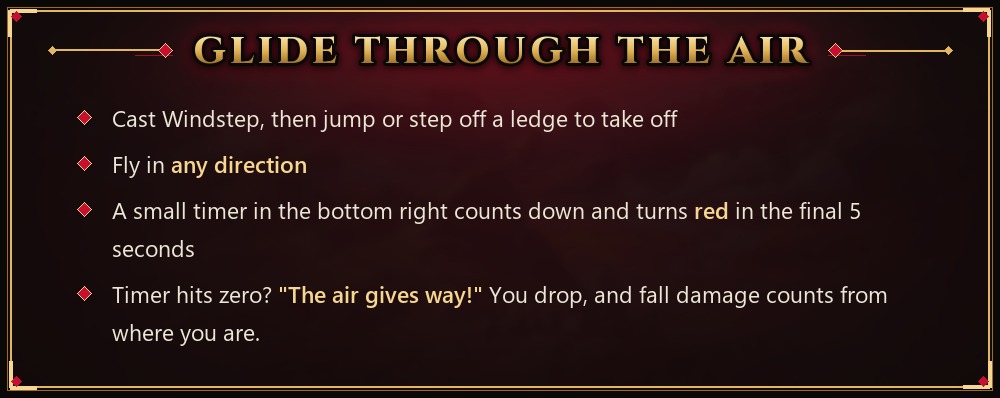 GLIDE THROUGH THE AIR
Cast Windstep, then jump or step off a ledge to take off
Fly in any direction
A small timer in the bottom right counts down and turns red in the final 5
seconds
Timer hits zero? "The air gives way!" You drop, and fall damage counts from
where you are.